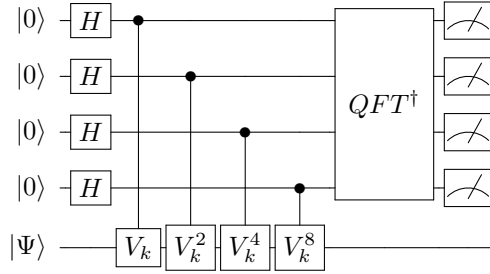 |0⟩ H
|0⟩ H
QFT†
|0⟩ H
|0⟩ H
|Ψ⟩ V_k V_k^2 V_k^4 V_k^8